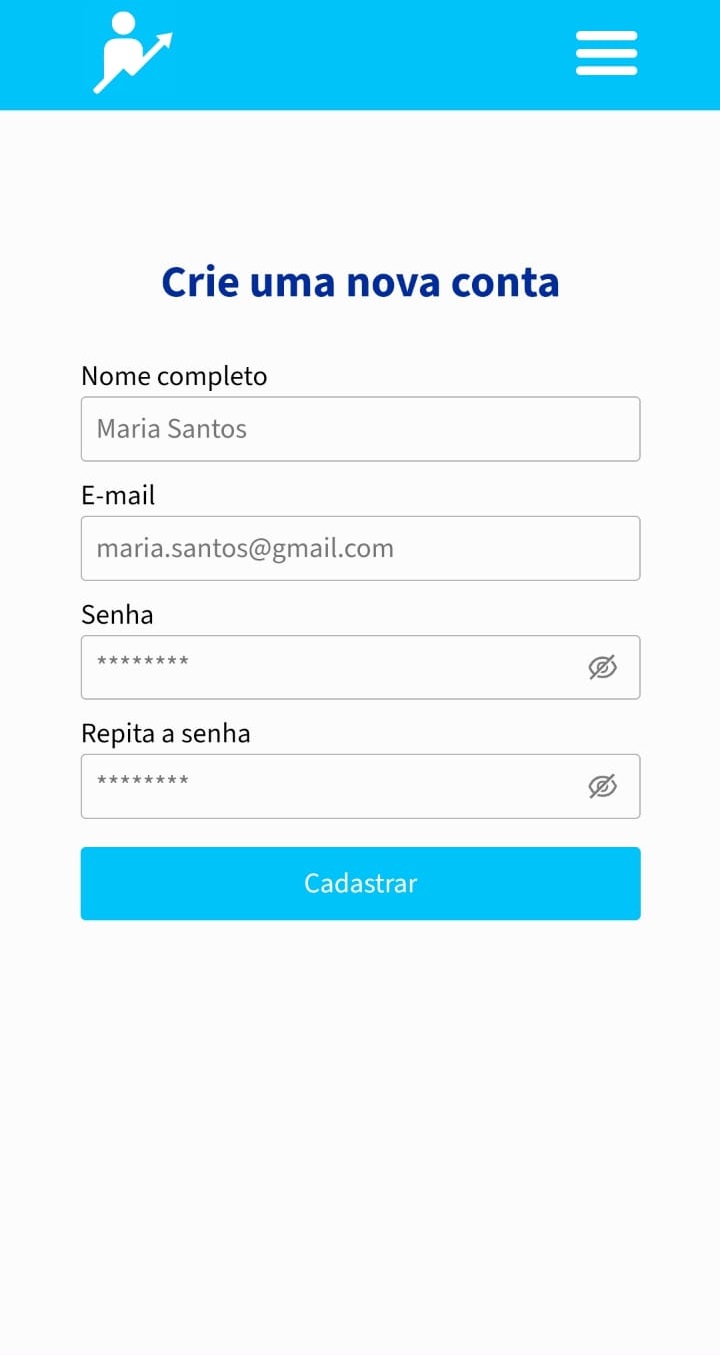 Crie uma nova conta
Nome completo
Maria Santos
E-mail
maria.santos@gmail.com
Senha
********
Repita a senha
********
Cadastrar